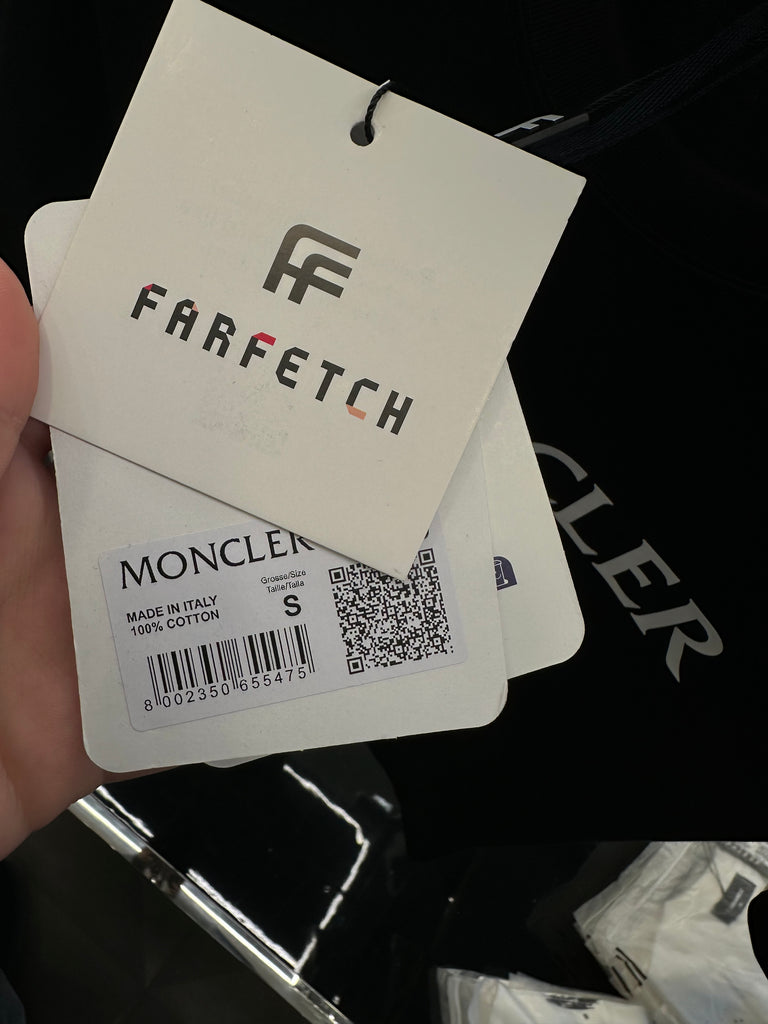 FARFETCH
MONCLER
Grosse/Size
Taille/Talla
MADE IN ITALY
100% COTTON
S
8 002350 655475
CLER